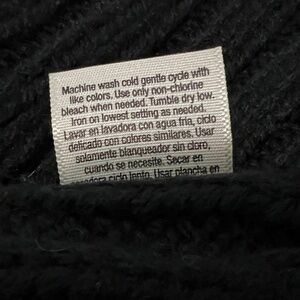 Machine wash cold gentle cycle with
like colors. Use only non-chlorine
bleach when needed. Tumble dry low.
Iron on lowest setting as needed.
Lavar en lavadora con agua fria, ciclo
delicado con colores similares. Usar
solamente blanqueador sin cloro,
cuando se necesite. Secar en
ciclo lento. Usar plancha en